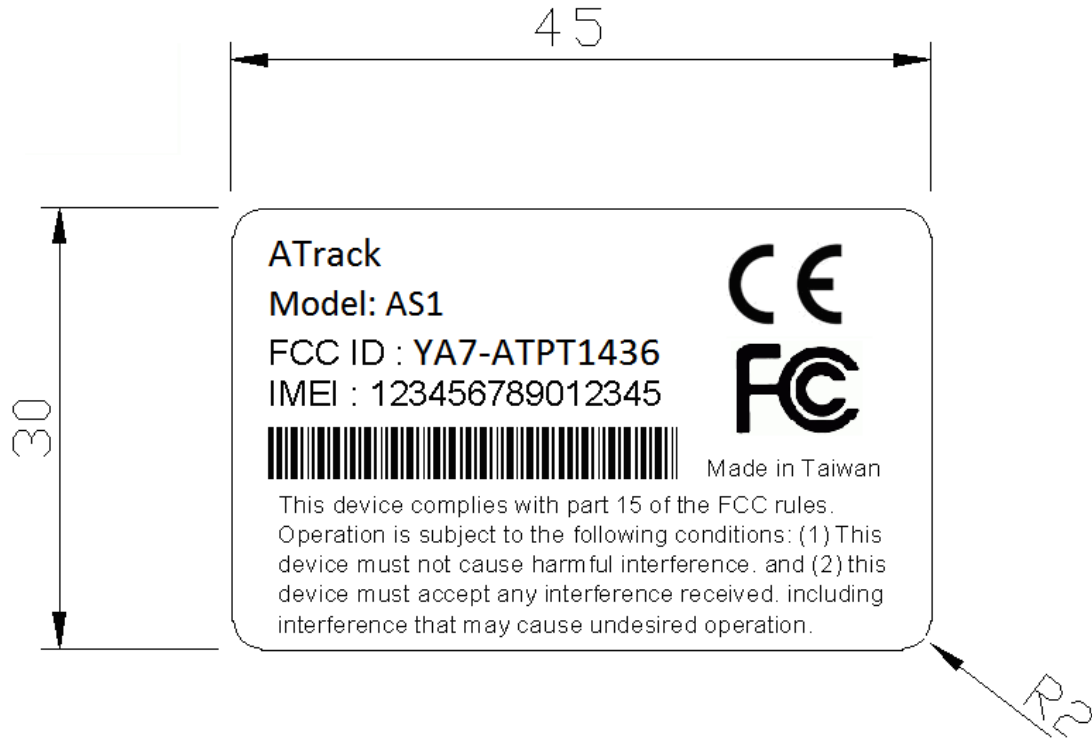 45
ATrack
Model: AS1
FCC ID : YA7-ATPT1436
IMEI : 123456789012345
CE
FC
Made in Taiwan
This device complies with part 15 of the FCC rules.
Operation is subject to the following conditions: (1) This
device must not cause harmful interference. and (2) this
device must accept any interference received. including
interference that may cause undesired operation.
30
R2